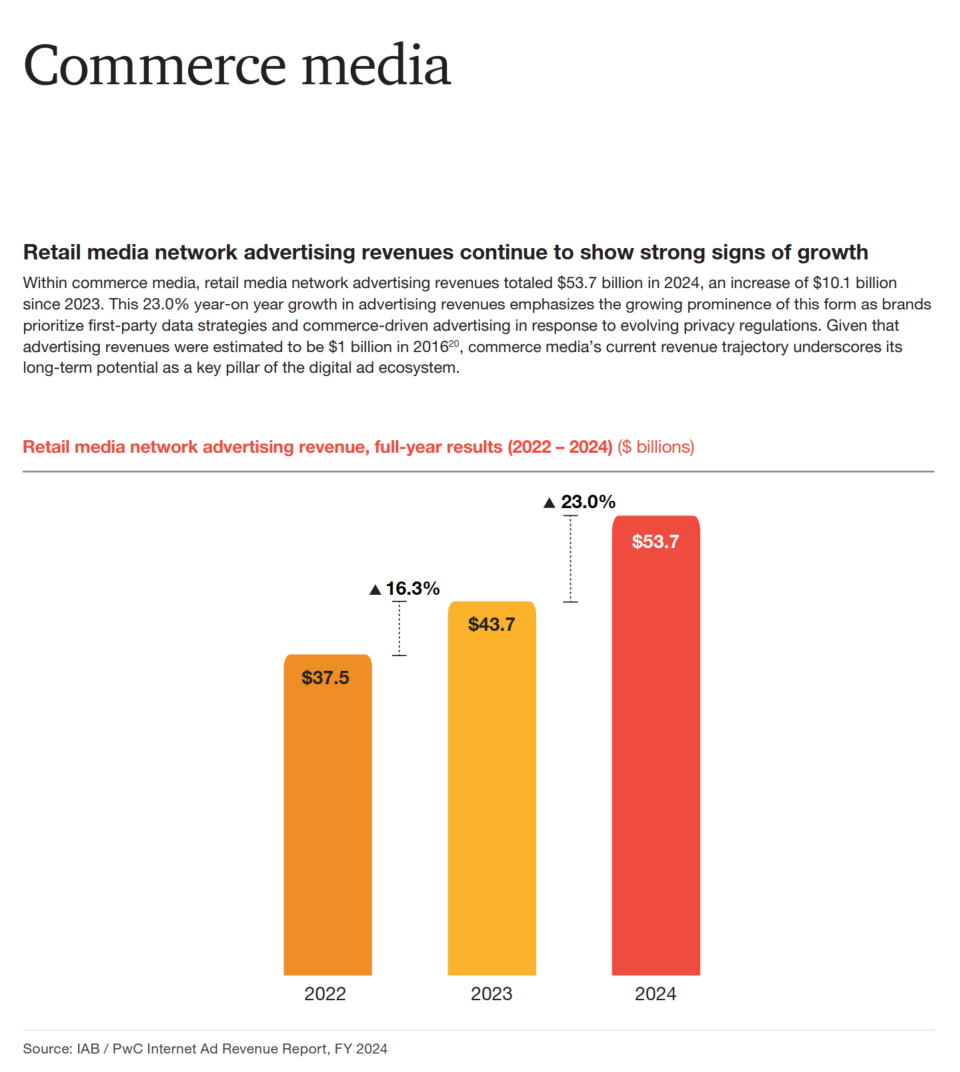 Commerce media
Retail media network advertising revenues continue to show strong signs of growth
Within commerce media, retail media network advertising revenues totaled $53.7 billion in 2024, an increase of $10.1 billion
since 2023. This 23.0% year-on year growth in advertising revenues emphasizes the growing prominence of this form as brands
prioritize first-party data strategies and commerce-driven advertising in response to evolving privacy regulations. Given that
advertising revenues were estimated to be $1 billion in 2016²⁰, commerce media’s current revenue trajectory underscores its
long-term potential as a key pillar of the digital ad ecosystem.
Retail media network advertising revenue, full-year results (2022 – 2024) ($ billions)
▲ 23.0%
$53.7
▲ 16.3%
$43.7
$37.5
2022 2023 2024
Source: IAB / PwC Internet Ad Revenue Report, FY 2024